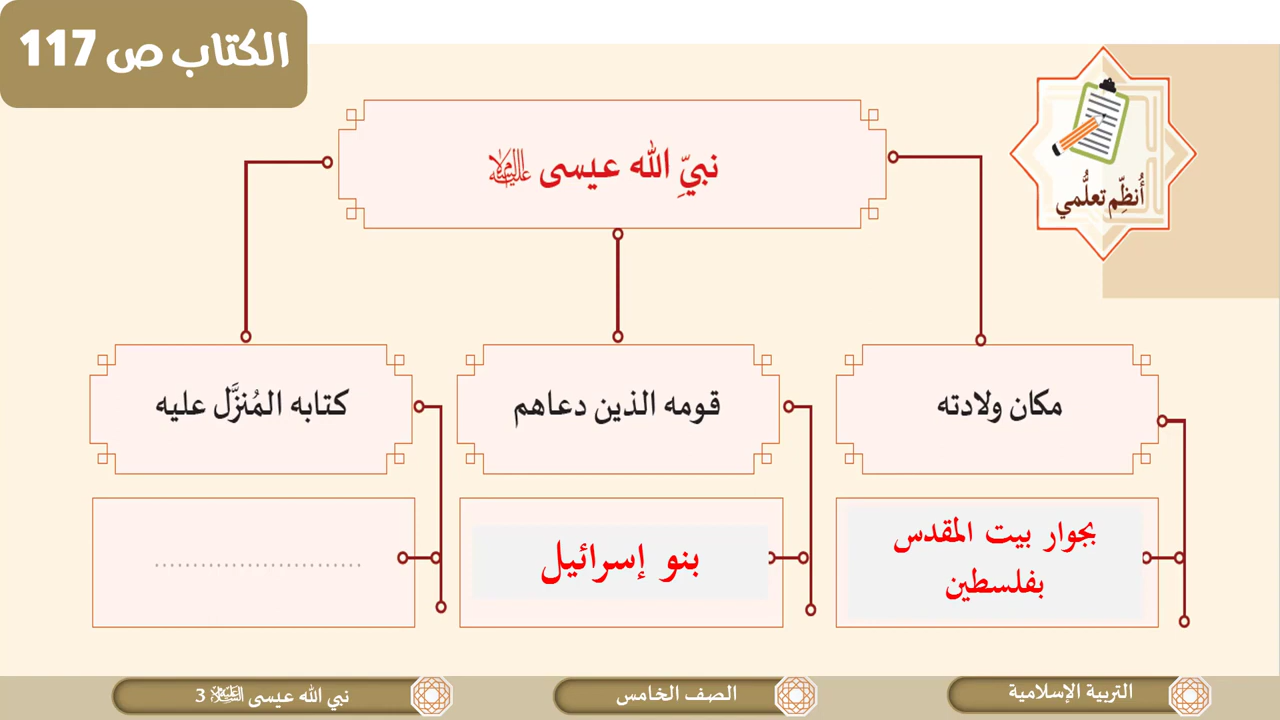 الكتاب ص 117
أُنظِّم تعلُّمي
نبيّ الله عيسى عليه السلام
مكان ولادته
قومه الذين دعاهم
كتابه المُنزَّل عليه
بجوار بيت المقدس
بفلسطين
بنو إسرائيل
........................
التربية الإسلامية
الصف الخامس
نبي الله عيسى عليه السلام 3